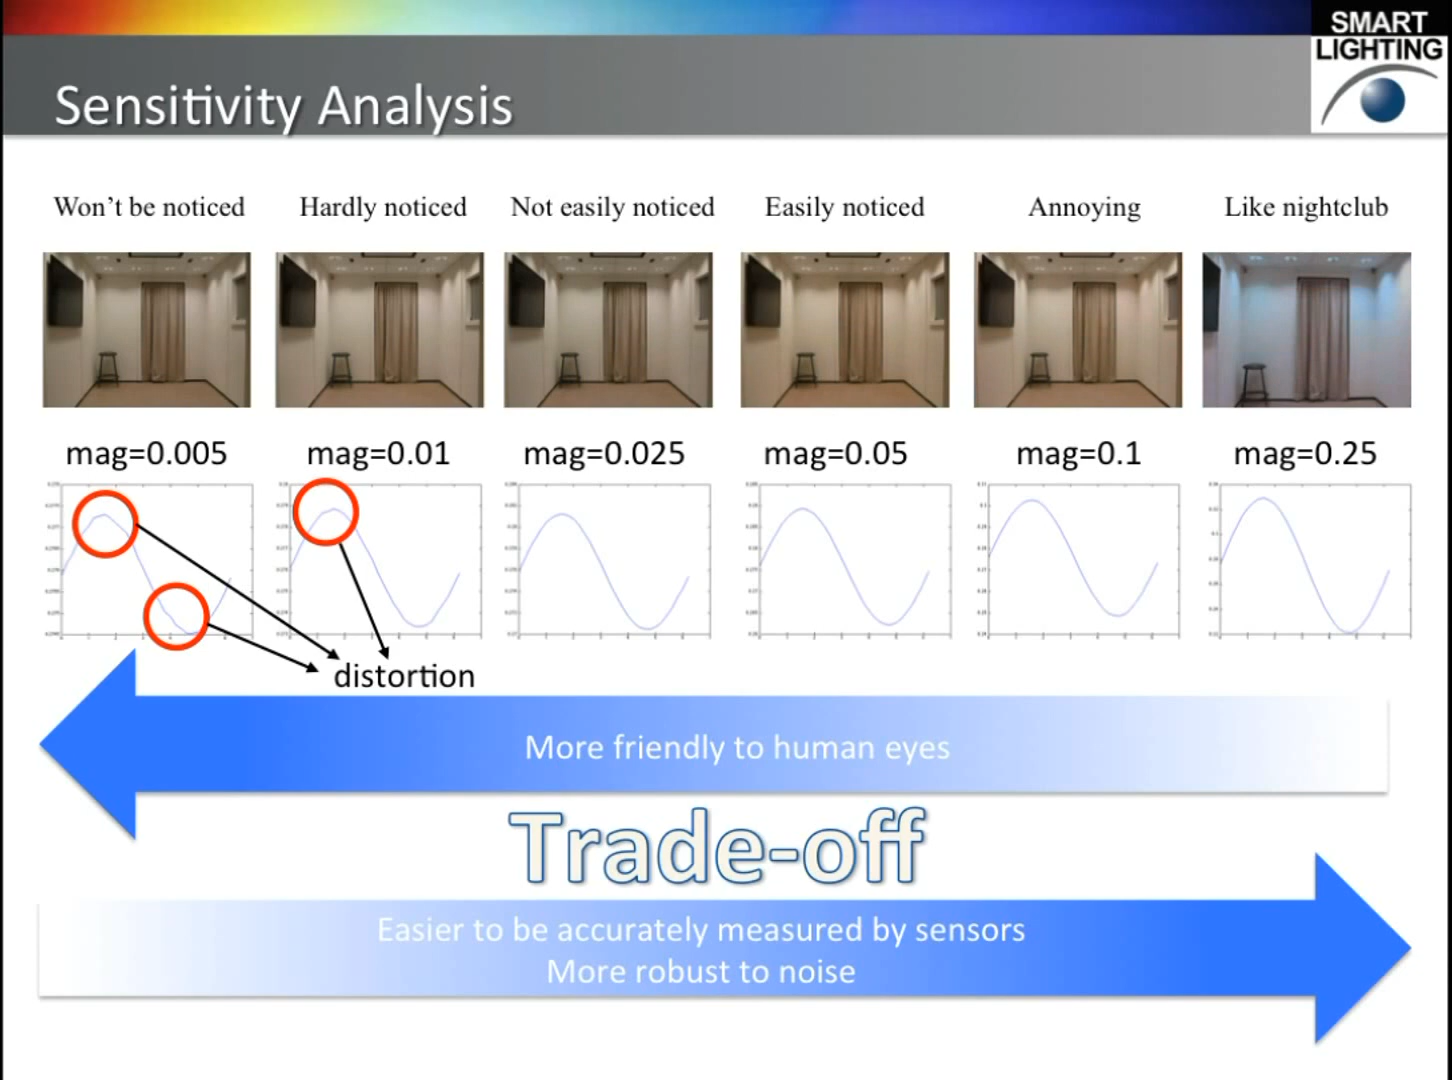 SMART
LIGHTING
Sensitivity Analysis
Won't be noticed
Hardly noticed
Not easily noticed
Easily noticed
Annoying
Like nightclub
mag=0.005
mag=0.01
mag=0.025
mag=0.05
mag=0.1
mag=0.25
distortion
More friendly to human eyes
Trade-off
Easier to be accurately measured by sensors
More robust to noise